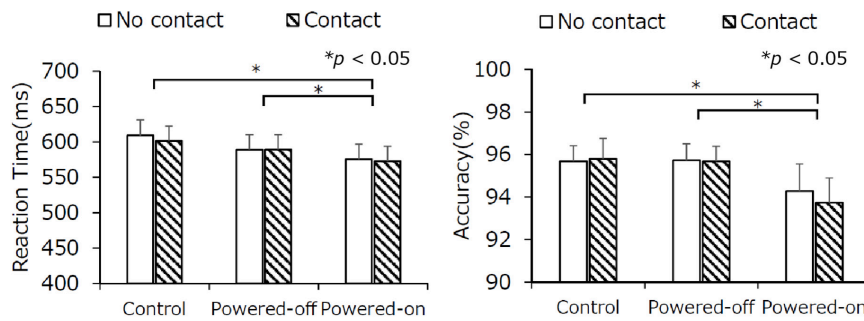 No contact Contact
*p < 0.05
Reaction Time(ms)
700
650
600
550
500
450
400
*
*
Control Powered-off Powered-on
No contact Contact
*p < 0.05
Accuracy(%)
100
98
96
94
92
90
*
*
Control Powered-off Powered-on